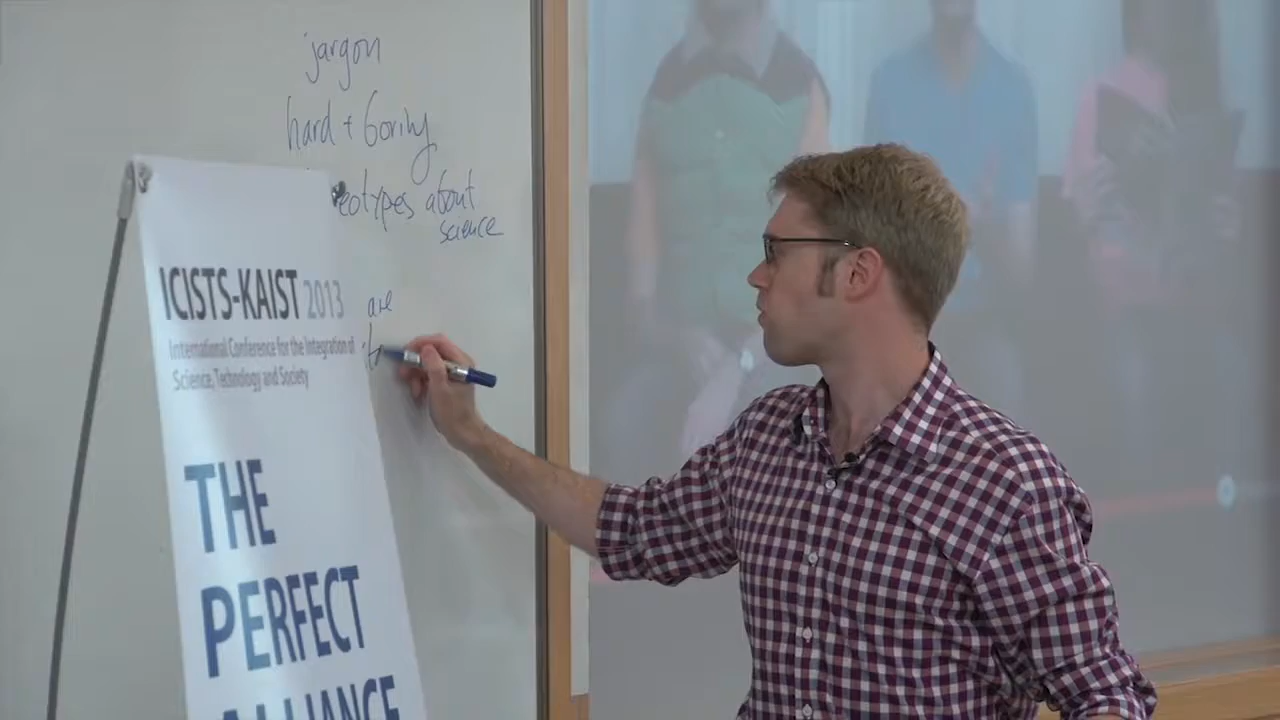 jargon
hard + boring
eotypes about
science
are
ICISTS-KAIST 2013
International Conference for the Integration of
Science, Technology and Society
THE
PERFECT
ALLIANCE